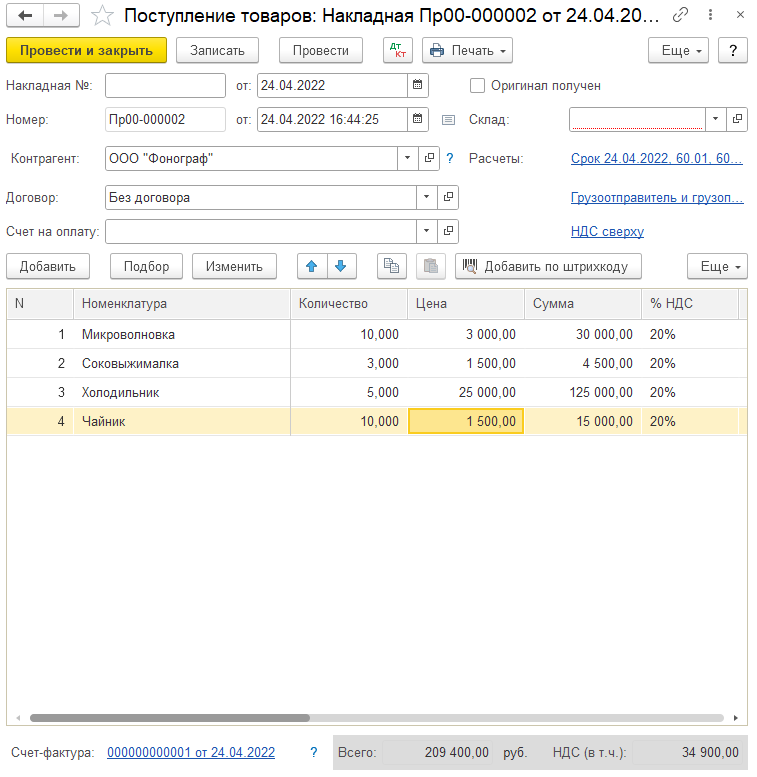 Поступление товаров: Накладная Пр00-000002 от 24.04.20...
Провести и закрыть Записать Провести Дт Кт Печать Еще ?
Накладная №: от: 24.04.2022 Оригинал получен
Номер: Пр00-000002 от: 24.04.2022 16:44:25 Склад:
Контрагент: ООО "Фонограф" ? Расчеты: Срок 24.04.2022, 60.01, 60...
Договор: Без договора Грузоотправитель и грузоп...
Счет на оплату: НДС сверху
Добавить Подбор Изменить Добавить по штрихкоду Еще
N Номенклатура Количество Цена Сумма % НДС
1 Микроволновка 10,000 3 000,00 30 000,00 20%
2 Соковыжималка 3,000 1 500,00 4 500,00 20%
3 Холодильник 5,000 25 000,00 125 000,00 20%
4 Чайник 10,000 1 500,00 15 000,00 20%
Счет-фактура: 000000000001 от 24.04.2022 ? Всего: 209 400,00 руб. НДС (в т.ч.): 34 900,00